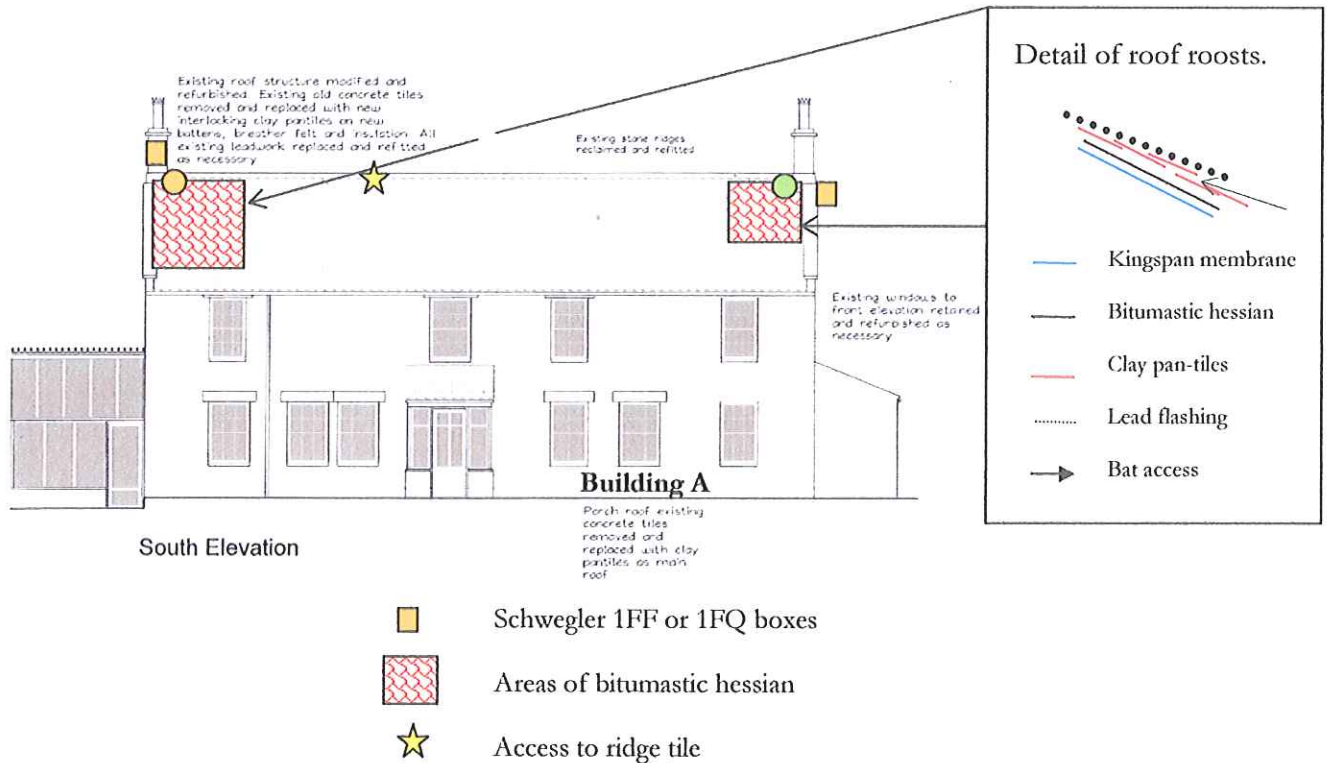 Detail of roof roosts.
Existing roof structure modified and
refurbished. Existing old concrete tiles
removed and replaced with new
interlocking clay pantiles on new
battens, breather felt and insulation. All
existing leadwork replaced and refitted
as necessary
Existing stone ridges
reclaimed and refitted
Kingspan membrane
Bitumastic hessian
Clay pan-tiles
Lead flashing
Bat access
Existing windows to
front elevation retained
and refurbished as
necessary
Building A
Porch roof existing
concrete tiles
removed and
replaced with clay
pantiles as main
roof
South Elevation
Schwegler 1FF or 1FQ boxes
Areas of bitumastic hessian
Access to ridge tile